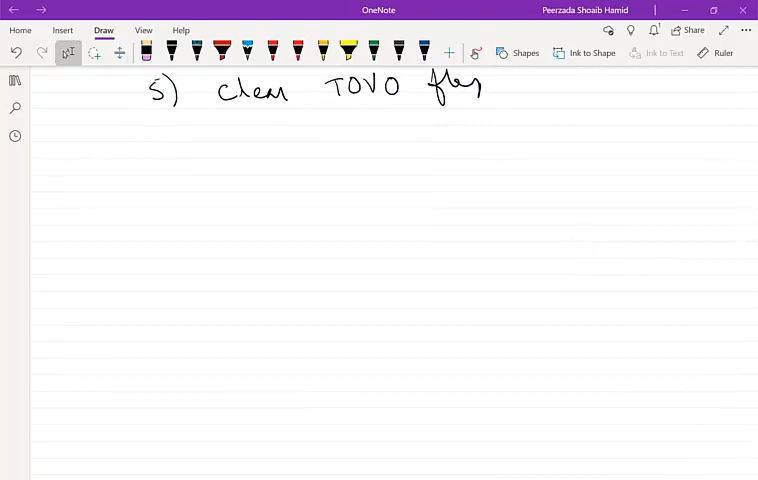 OneNote
Peerzada Shoaib Hamid
Home Insert Draw View Help Share
Shapes Ink to Shape Ink to Text Ruler
5) clear TOV0 flag